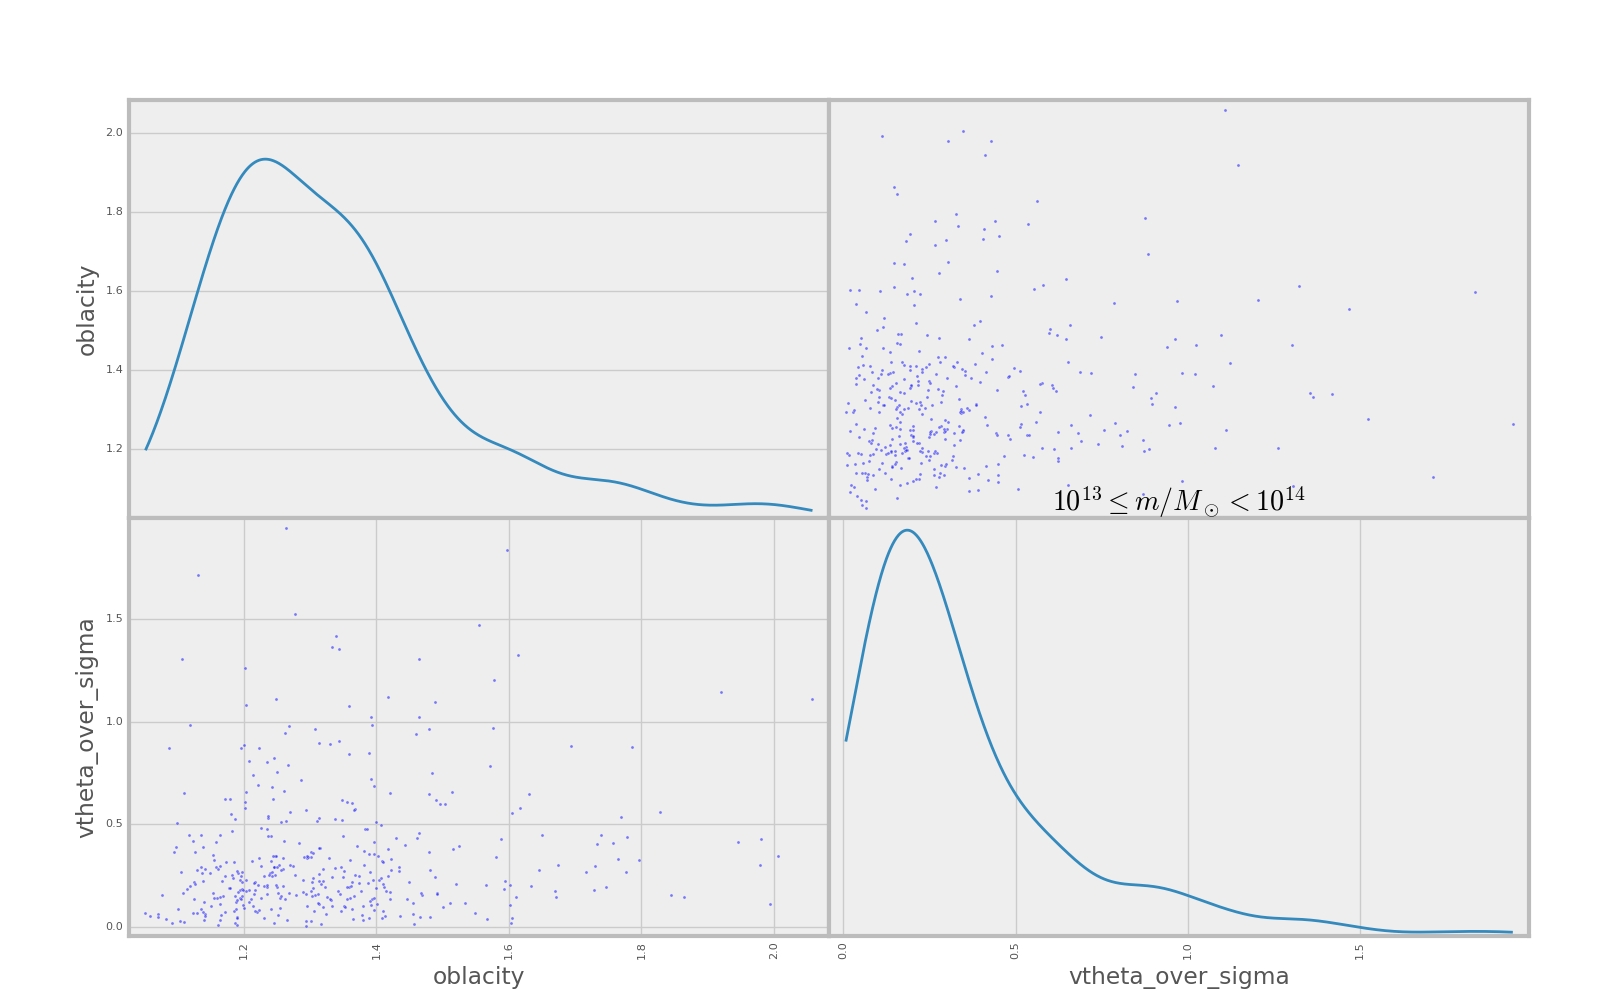 2.0
1.8
1.6
1.4
1.2
oblacity
10^13 ≤ m/M_⊙ < 10^14
1.5
1.0
0.5
0.0
vtheta_over_sigma
1.2 1.4 1.6 1.8 2.0 0.0 0.5 1.0 1.5
oblacity vtheta_over_sigma